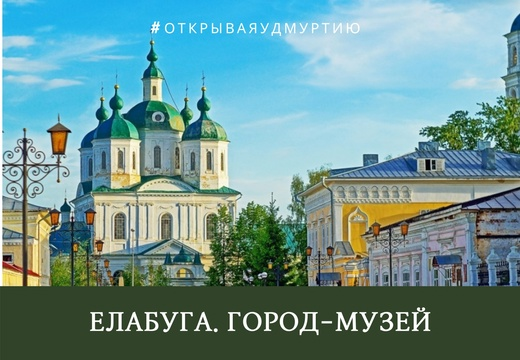 #ОТКРЫВАЯУДМУРТИЮ
ЕЛАБУГА. ГОРОД-МУЗЕЙ